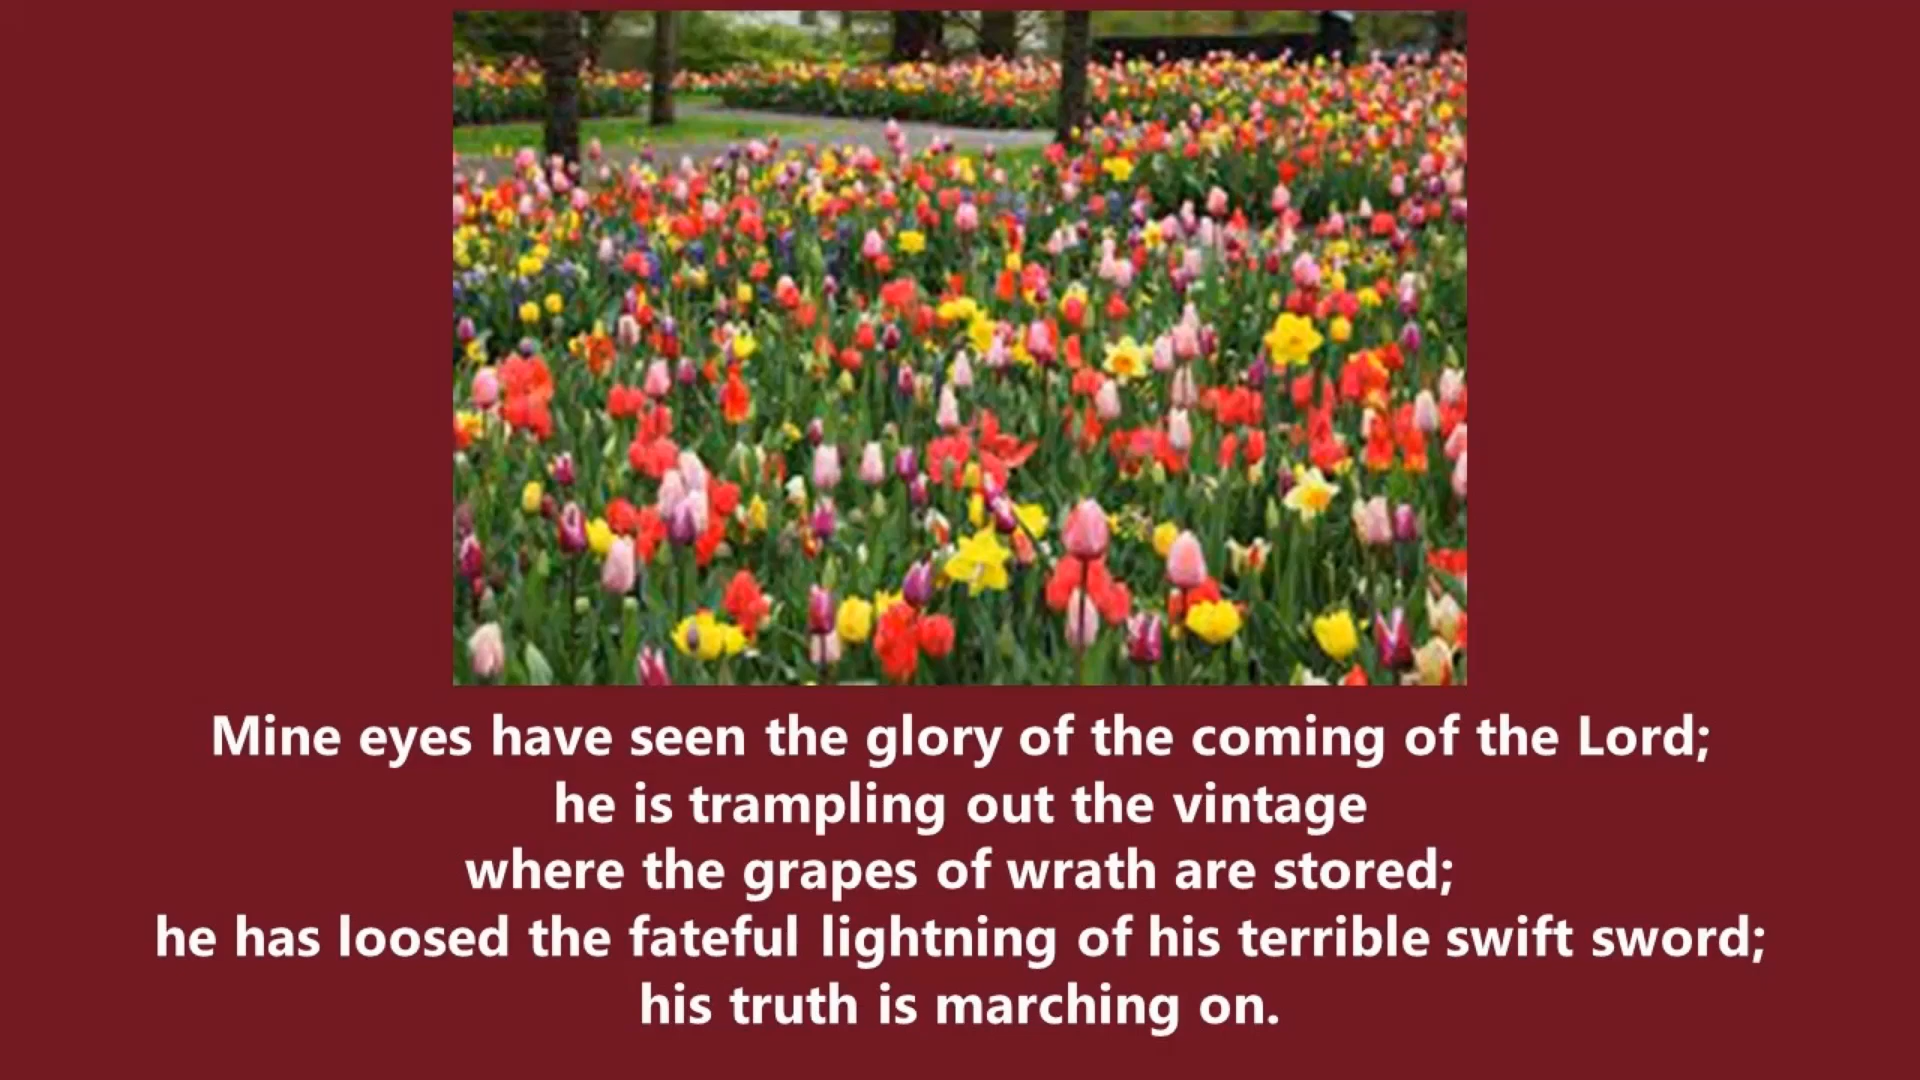 Mine eyes have seen the glory of the coming of the Lord;
he is trampling out the vintage
where the grapes of wrath are stored;
he has loosed the fateful lightning of his terrible swift sword;
his truth is marching on.